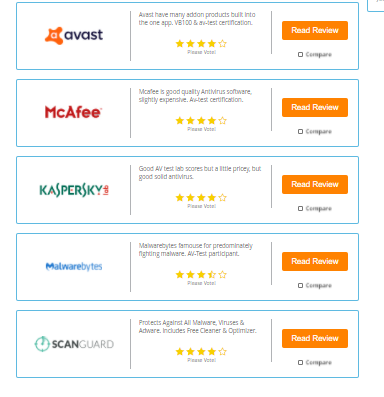 avast
Avast have many addon products built into
the one app. VB100 & av-test certification.
Please Vote!
Read Review
Compare
McAfee
Mcafee is good quality Antivirus software,
slightly expensive. Av-test certification.
Please Vote!
Read Review
Compare
KASPERSKY lab
Good AV test lab scores but a little pricey, but
good solid antivirus.
Please Vote!
Read Review
Compare
Malwarebytes
Malwarebytes famouse for predominately
fighting malware. AV-Test participant.
Please Vote!
Read Review
Compare
SCANGUARD
Protects Against All Malware, Viruses &
Adware. Includes Free Cleaner & Optimizer.
Please Vote!
Read Review
Compare